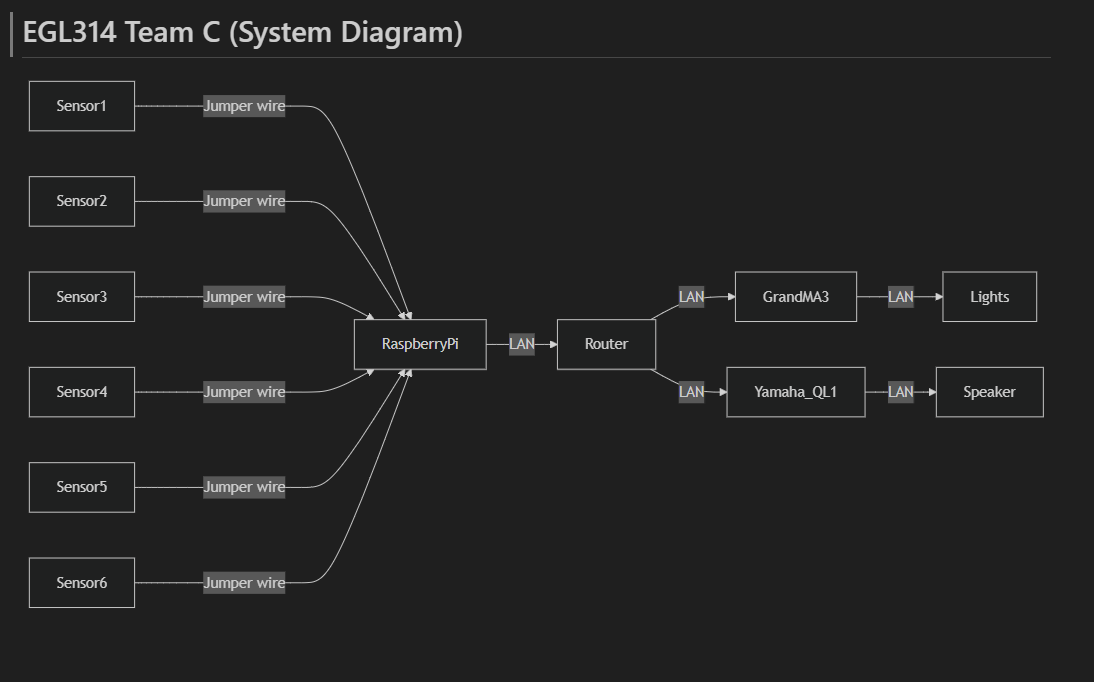 EGL314 Team C (System Diagram)
Sensor1
Jumper wire
Sensor2
Jumper wire
Sensor3
Jumper wire
LAN
GrandMA3
LAN
Lights
RaspberryPi
LAN
Router
Sensor4
Jumper wire
LAN
Yamaha_QL1
LAN
Speaker
Sensor5
Jumper wire
Sensor6
Jumper wire